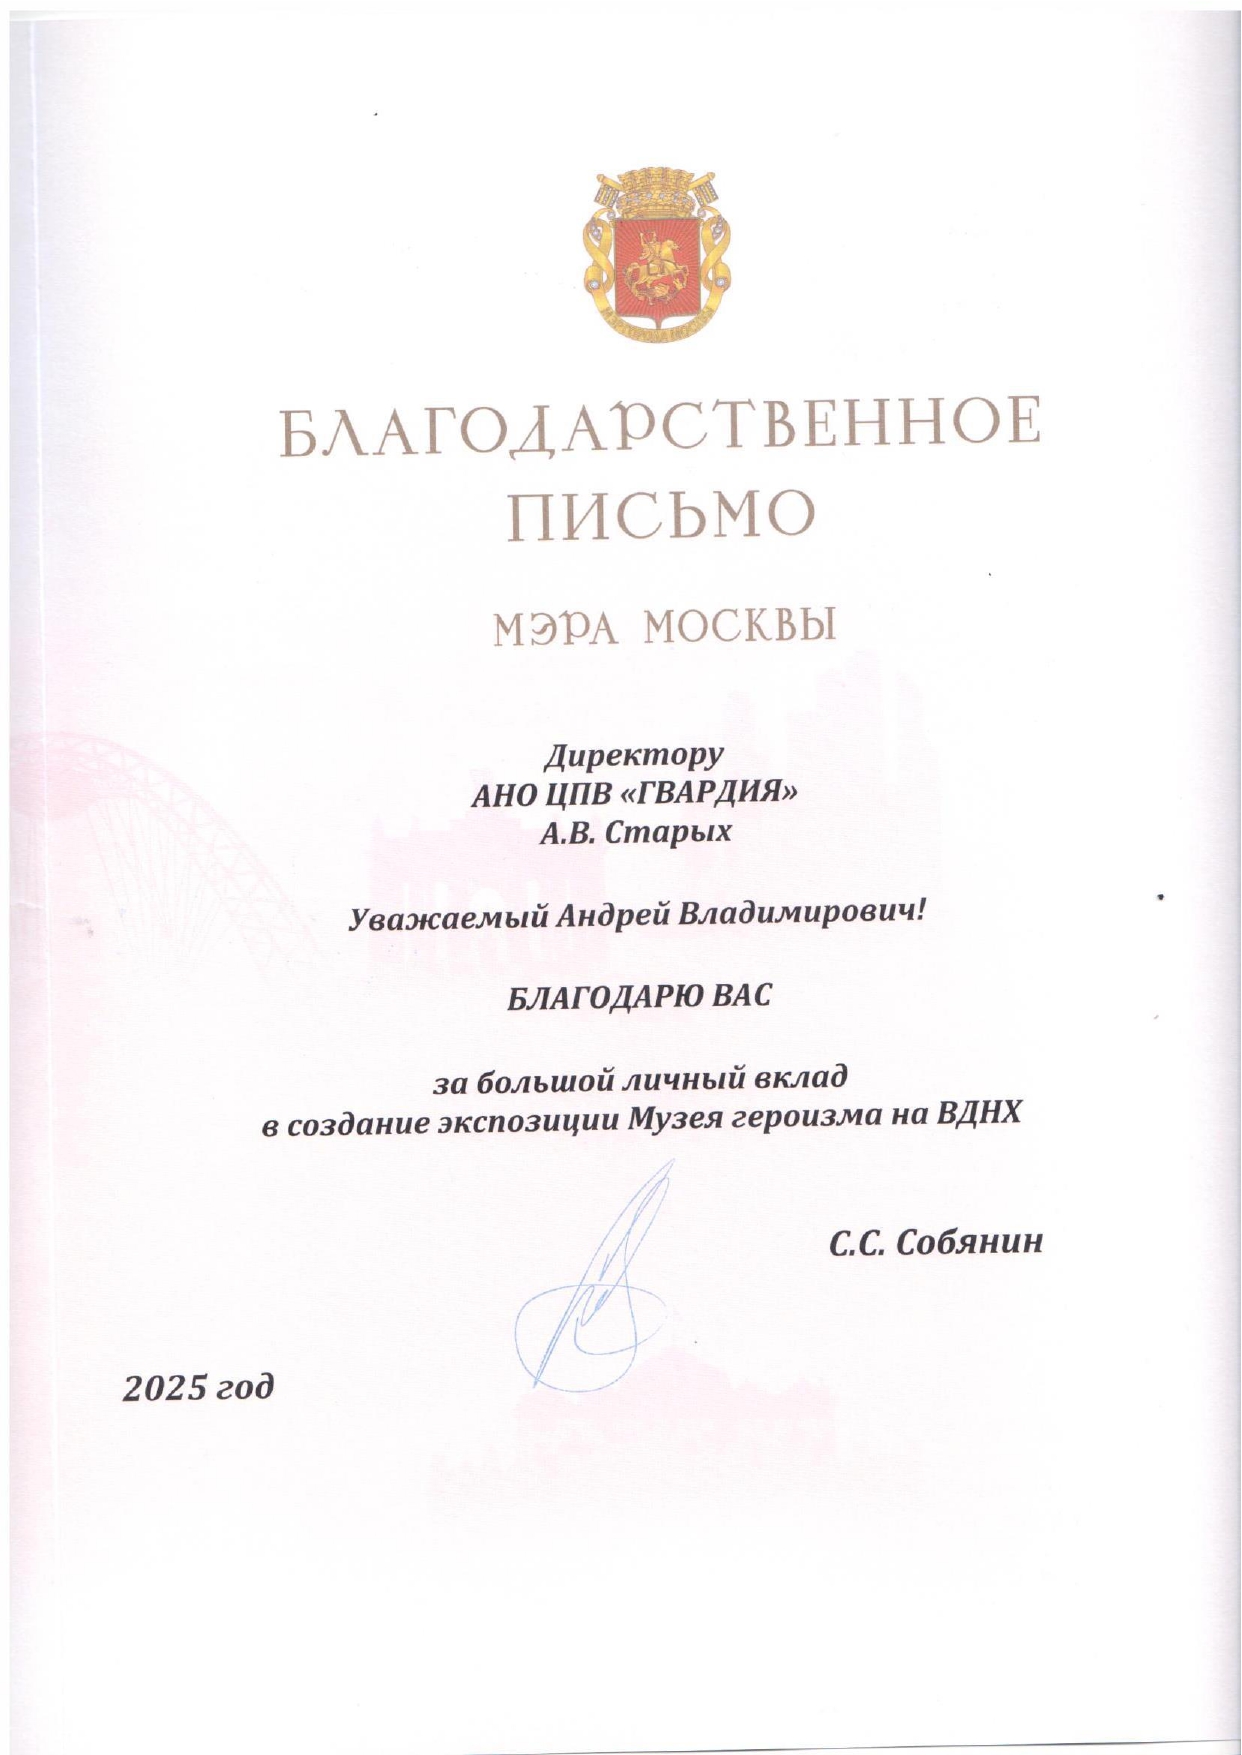 БЛАГОДАРСТВЕННОЕ
ПИСЬМО
МЭРА МОСКВЫ
Директору
АНО ЦПВ «ГВАРДИЯ»
А.В. Старых
Уважаемый Андрей Владимирович!
БЛАГОДАРЮ ВАС
за большой личный вклад
в создание экспозиции Музея героизма на ВДНХ
С.С. Собянин
2025 год